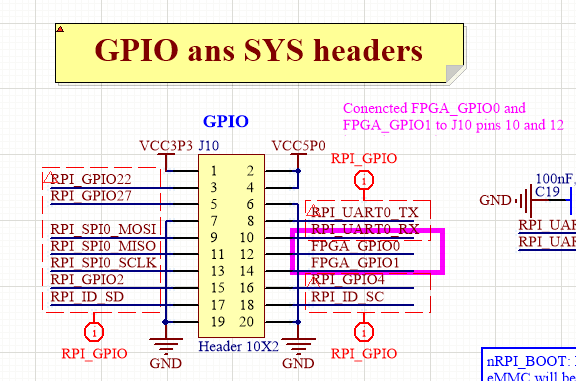 GPIO ans SYS headers
Conencted FPGA_GPIO0 and
FPGA_GPIO1 to J10 pins 10 and 12
GPIO
VCC3P3 J10 VCC5P0
RPI_GPIO
1
1 2
RPI_GPIO22 3 4
RPI_GPIO27 5 6
7 8 RPI_UART0_TX
RPI_SPI0_MOSI 9 10 RPI_UART0_RX
RPI_SPI0_MISO 11 12 FPGA_GPIO0
RPI_SPI0_SCLK 13 14 FPGA_GPIO1
RPI_GPIO2 15 16 RPI_GPIO4
RPI_ID_SD 17 18 RPI_ID_SC
19 20
1 1
RPI_GPIO GND Header 10X2 GND RPI_GPIO
100nF,
GND C19
RPI_UAR
RPI_UAR
nRPI_BOOT:
eMMC will be